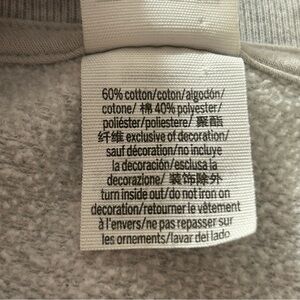 60% cotton/coton/algodón/
cotone/ 棉 40% polyester/
poliéster/poliestere/ 聚酯
纤维 exclusive of decoration/
sauf décoration/no incluye
la decoración/esclusa la
decorazione/ 装饰除外
turn inside out/do not iron on
decoration/retourner le vêtement
à l'envers/ne pas repasser sur
les ornements/lavar del lado